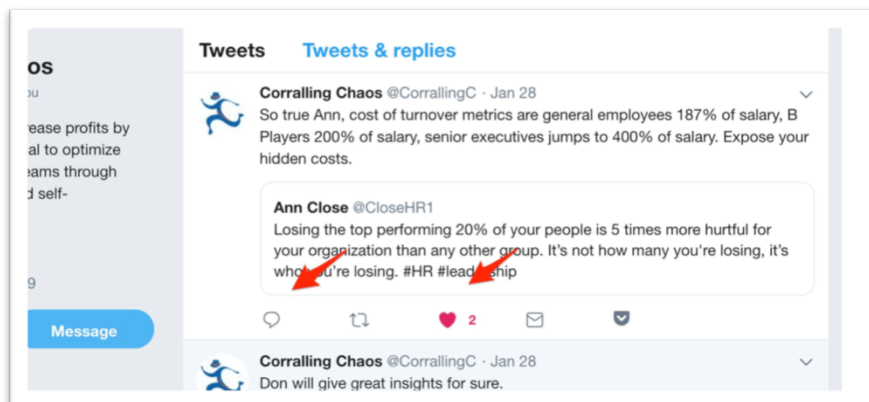 os
Tweets Tweets & replies
ou
ease profits by
al to optimize
eams through
d self-
9
Message
Corralling Chaos @CorrallingC · Jan 28
So true Ann, cost of turnover metrics are general employees 187% of salary, B
Players 200% of salary, senior executives jumps to 400% of salary. Expose your
hidden costs.
Ann Close @CloseHR1
Losing the top performing 20% of your people is 5 times more hurtful for
your organization than any other group. It's not how many you're losing, it's
who you're losing. #HR #leadership
2
Corralling Chaos @CorrallingC · Jan 28
Don will give great insights for sure.